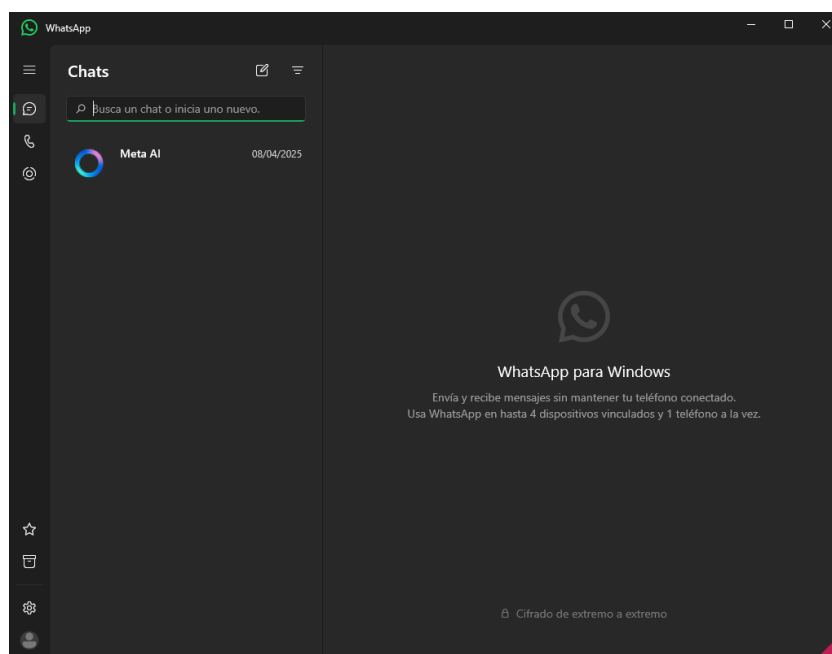 WhatsApp
Chats
Busca un chat o inicia uno nuevo.
Meta AI
08/04/2025
WhatsApp para Windows
Envía y recibe mensajes sin mantener tu teléfono conectado.
Usa WhatsApp en hasta 4 dispositivos vinculados y 1 teléfono a la vez.
Cifrado de extremo a extremo